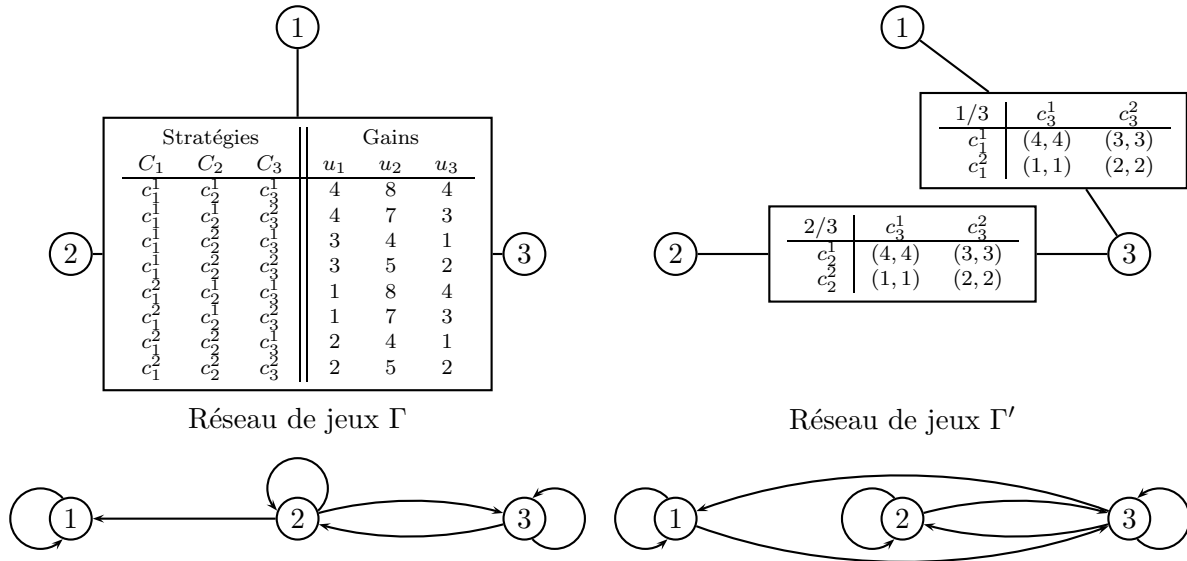 1
Stratégies Gains
C_1 C_2 C_3 u_1 u_2 u_3
c_1^1 c_2^1 c_3^1 4 8 4
c_1^1 c_2^1 c_3^2 4 7 3
c_1^1 c_2^2 c_3^1 3 4 1
c_1^1 c_2^2 c_3^2 3 5 2
c_1^2 c_2^1 c_3^1 1 8 4
c_1^2 c_2^1 c_3^2 1 7 3
c_1^2 c_2^2 c_3^1 2 4 1
c_1^2 c_2^2 c_3^2 2 5 2
2
3
Réseau de jeux Γ
1
1/3 c_3^1 c_3^2
c_1^1 (4, 4) (3, 3)
c_1^2 (1, 1) (2, 2)
2/3 c_3^1 c_3^2
c_2^1 (4, 4) (3, 3)
c_2^2 (1, 1) (2, 2)
2
3
Réseau de jeux Γ′
1 2 3
1 2 3